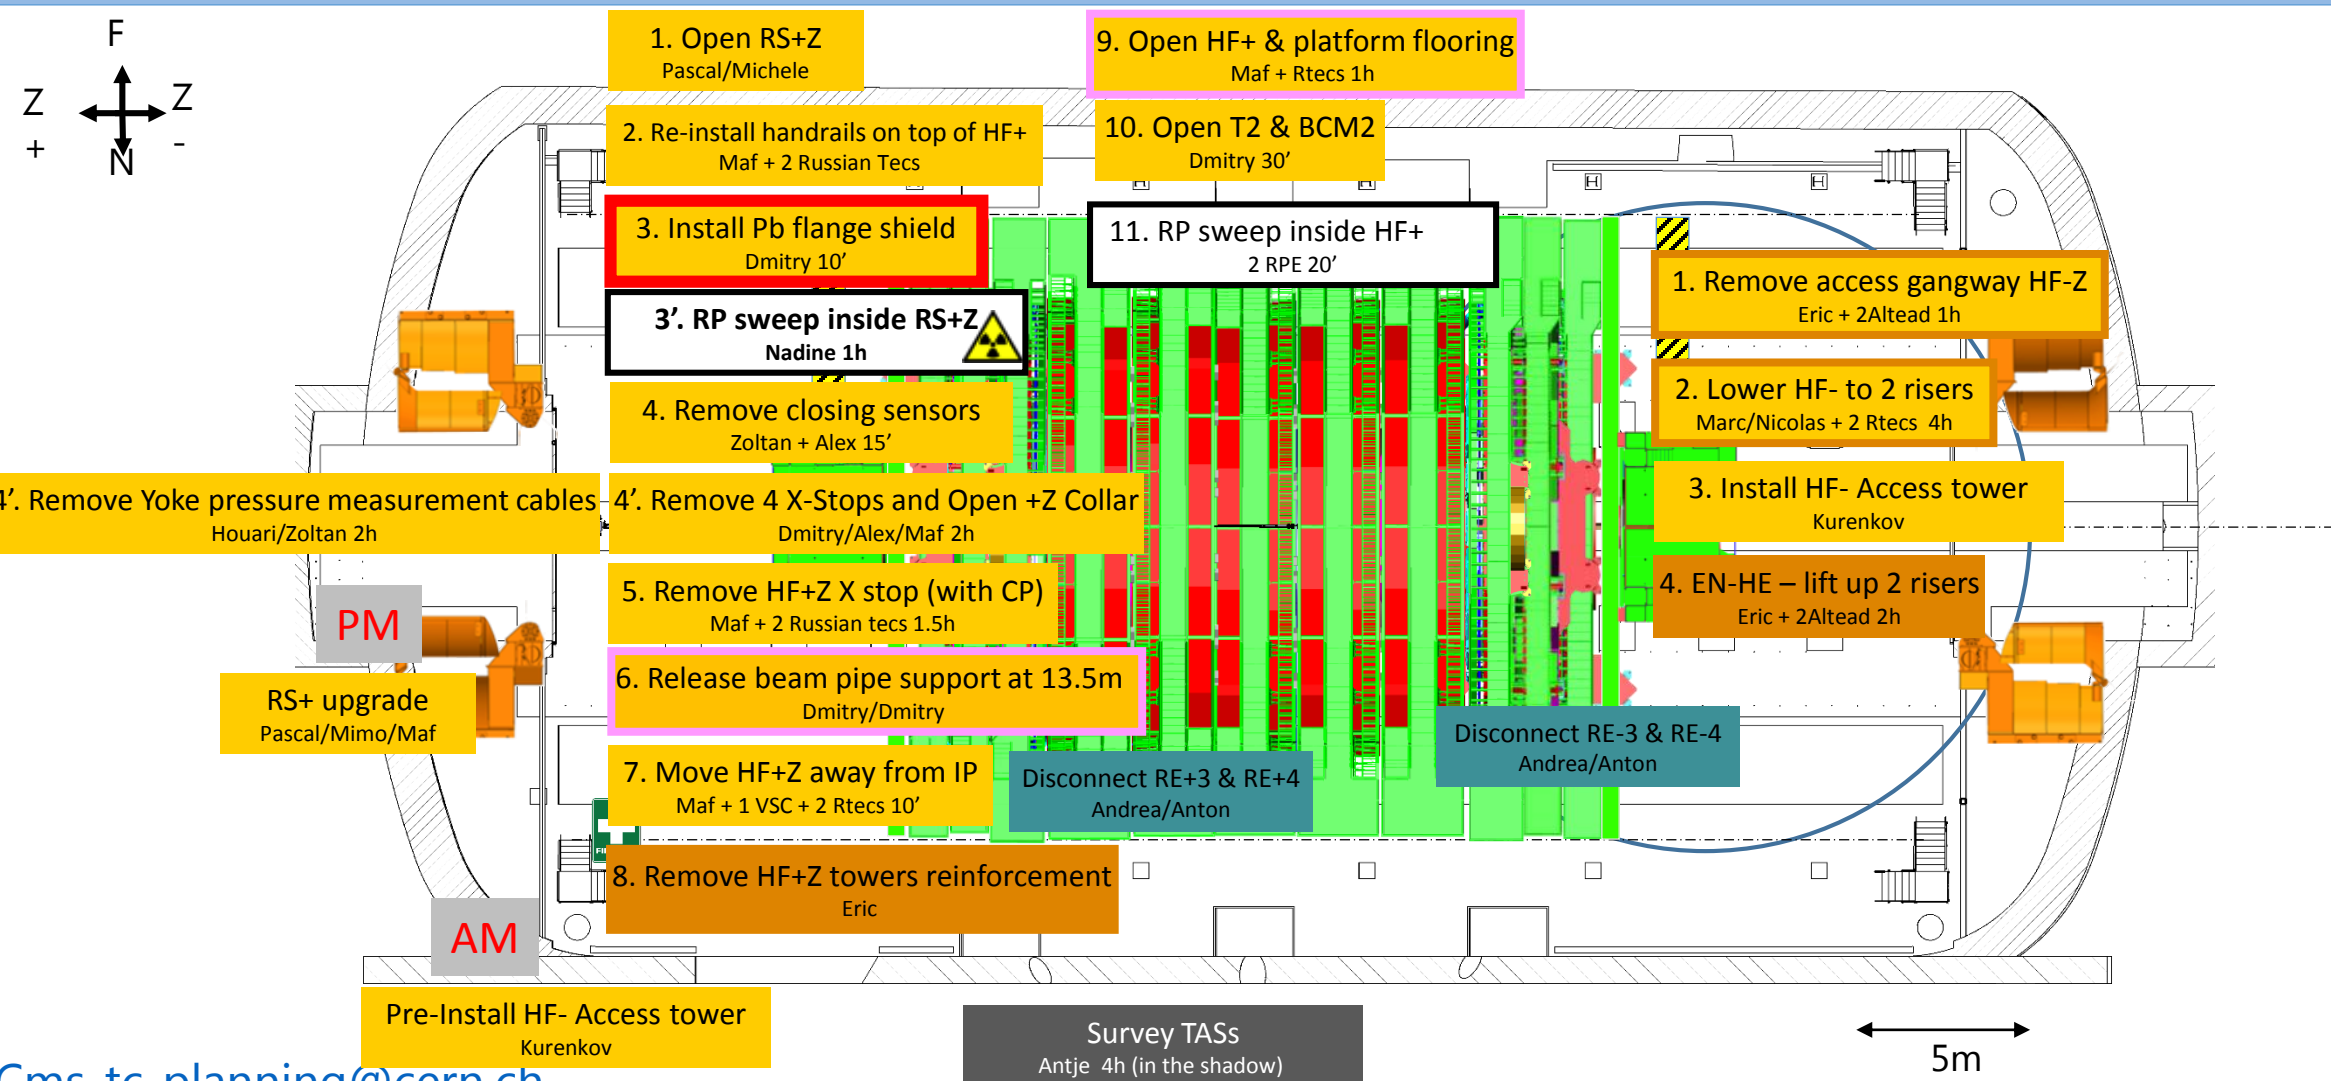 F
Z
Z
+
-
N
1. Open RS+Z
Pascal/Michele
2. Re-install handrails on top of HF+
Maf + 2 Russian Tecs
3. Install Pb flange shield
Dmitry 10’
3’. RP sweep inside RS+Z
Nadine 1h
4. Remove closing sensors
Zoltan + Alex 15’
4’. Remove Yoke pressure measurement cables
Houari/Zoltan 2h
4’. Remove 4 X-Stops and Open +Z Collar
Dmitry/Alex/Maf 2h
5. Remove HF+Z X stop (with CP)
Maf + 2 Russian tecs 1.5h
6. Release beam pipe support at 13.5m
Dmitry/Dmitry
7. Move HF+Z away from IP
Maf + 1 VSC + 2 Rtecs 10’
8. Remove HF+Z towers reinforcement
Eric
9. Open HF+ & platform flooring
Maf + Rtecs 1h
10. Open T2 & BCM2
Dmitry 30’
11. RP sweep inside HF+
2 RPE 20’
1. Remove access gangway HF-Z
Eric + 2Altead 1h
2. Lower HF- to 2 risers
Marc/Nicolas + 2 Rtecs 4h
3. Install HF- Access tower
Kurenkov
4. EN-HE – lift up 2 risers
Eric + 2Altead 2h
PM
RS+ upgrade
Pascal/Mimo/Maf
Disconnect RE+3 & RE+4
Andrea/Anton
Disconnect RE-3 & RE-4
Andrea/Anton
AM
Pre-Install HF- Access tower
Kurenkov
Survey TASs
Antje 4h (in the shadow)
5m
Cms-tc-planning@cern.ch